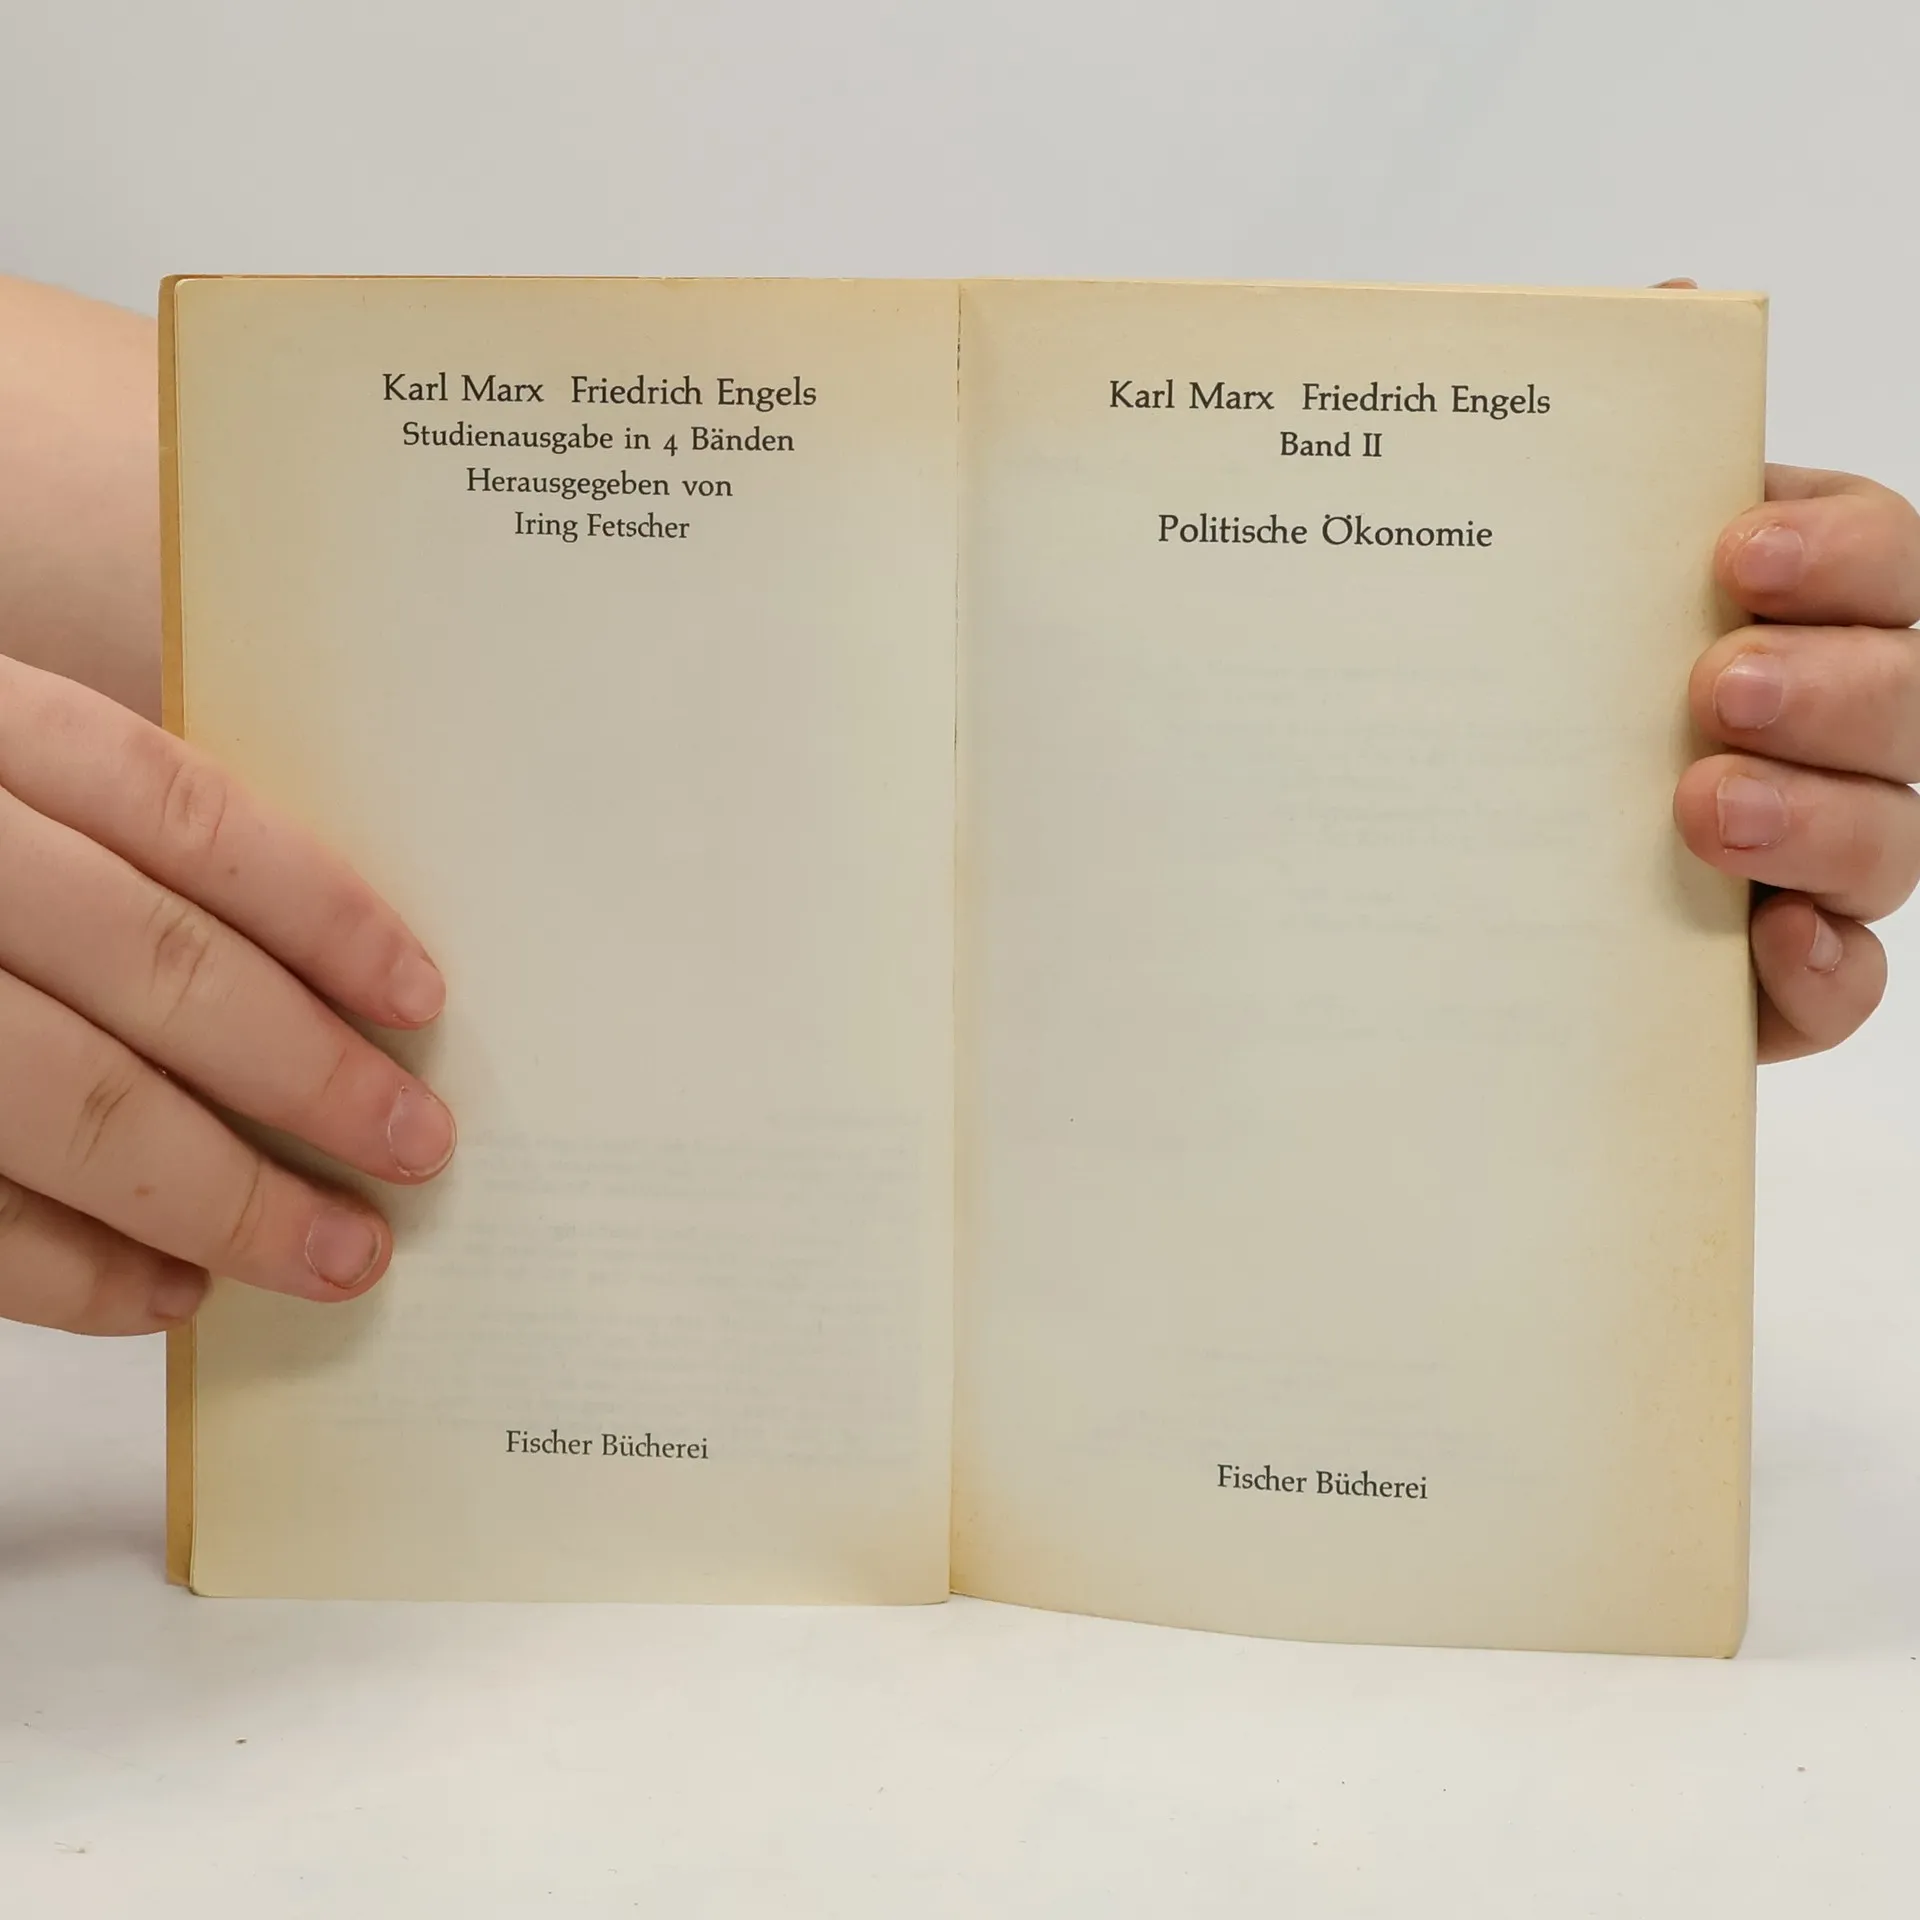 Karl Marx Friedrich Engels
Studienausgabe in 4 Bänden
Herausgegeben von
Iring Fetscher
Fischer Bücherei
Karl Marx Friedrich Engels
Band II
Politische Ökonomie
Fischer Bücherei